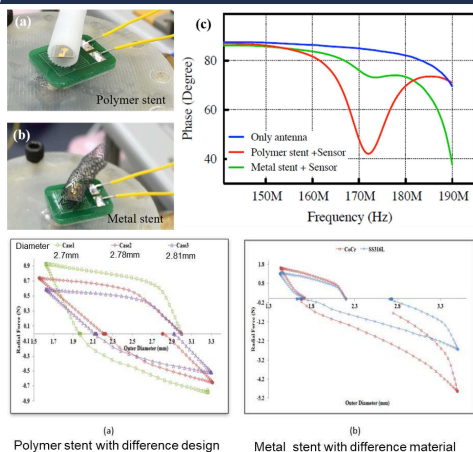 (a)
Polymer stent
(b)
Metal stent
(c)
Phase (Degree)
80
60
40
Only antenna
Polymer stent +Sensor
Metal stent + Sensor
150M 160M 170M 180M 190M
Frequency (Hz)
Diameter
Case1 Case2 Case3
2.7mm 2.78mm 2.81mm
Radial Force (N)
Outer Diameter (mm)
(a)
Polymer stent with difference design
CoCr SS316L
Radial Force (N)
Outer Diameter (mm)
(b)
Metal stent with difference material